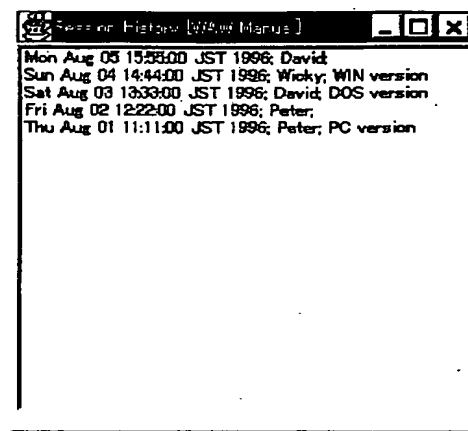 Session History [WAW Manus]
Mon Aug 05 15:55:00 JST 1996; David;
Sun Aug 04 14:44:00 JST 1996; Wicky; WIN version
Sat Aug 03 13:33:00 JST 1996; David; DOS version
Fri Aug 02 12:22:00 JST 1996; Peter;
Thu Aug 01 11:11:00 JST 1996; Peter; PC version